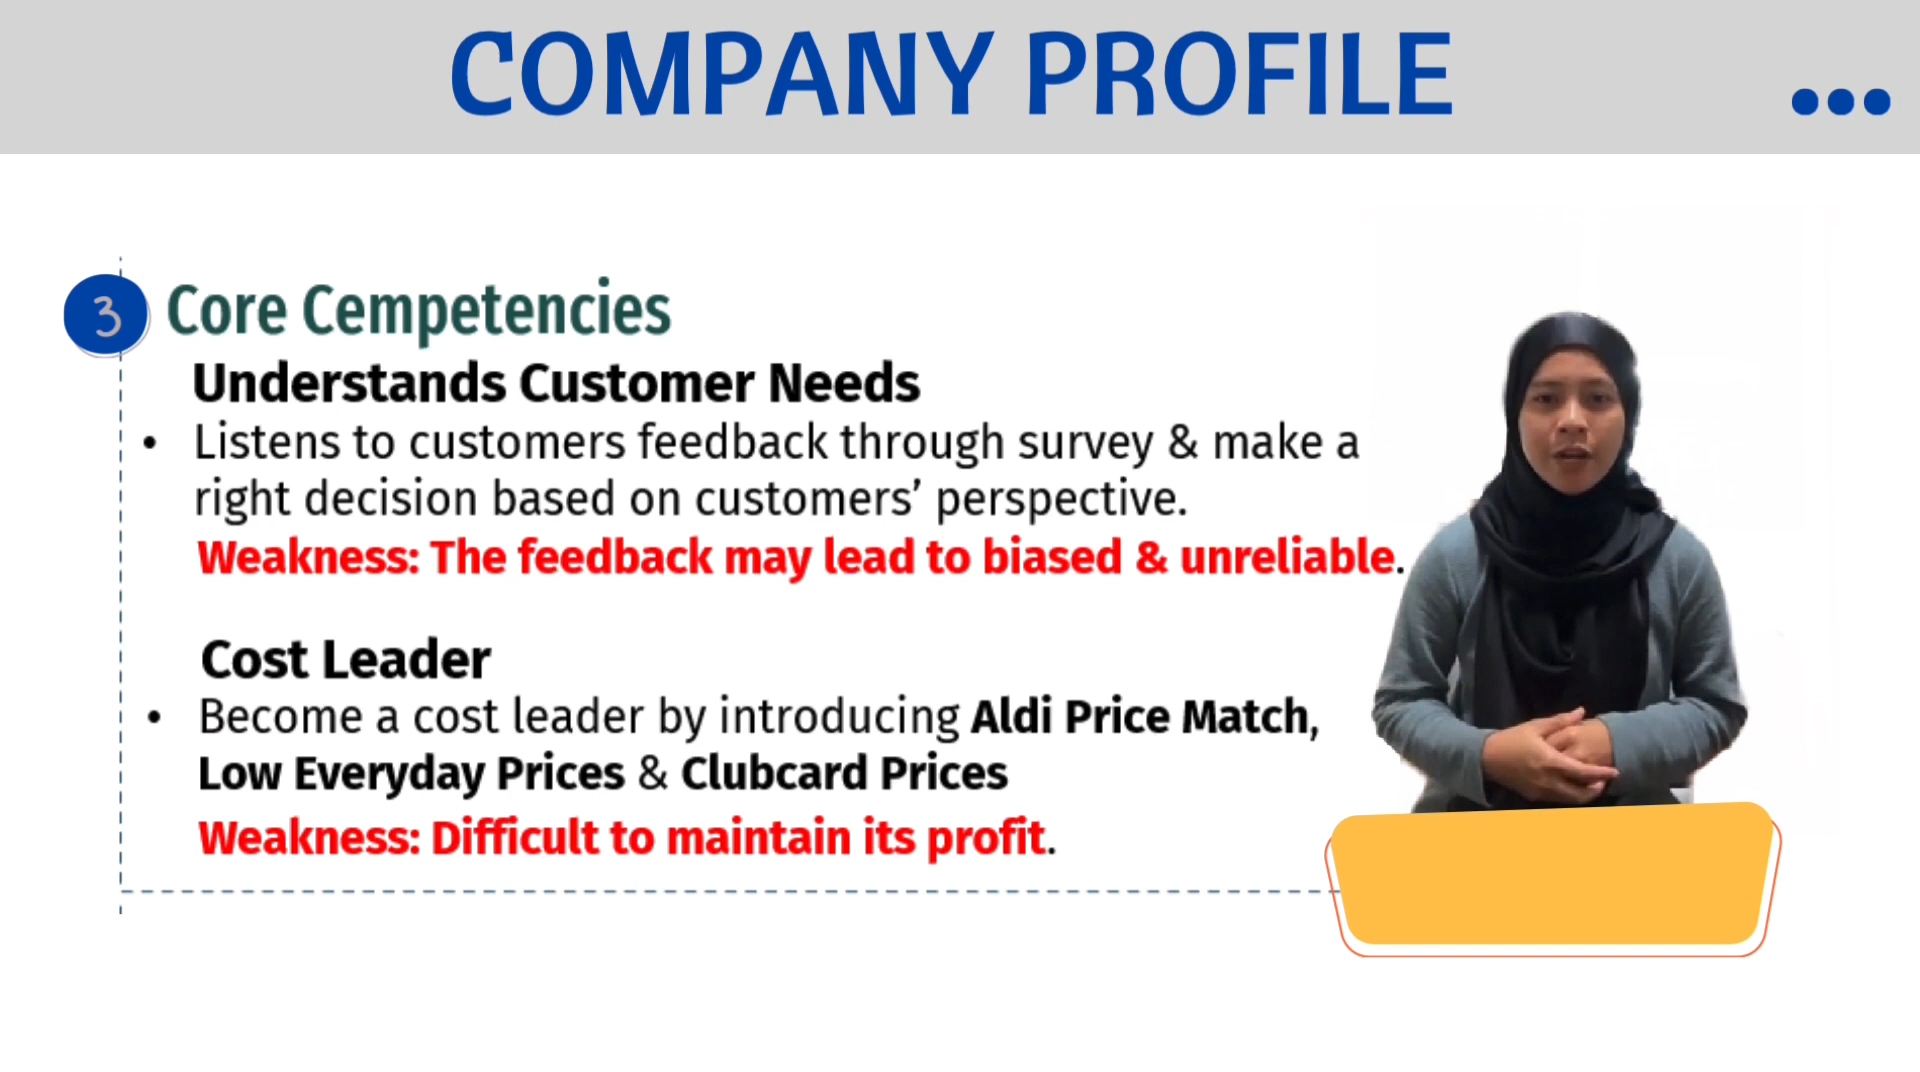 COMPANY PROFILE
3
Core Cempetencies
Understands Customer Needs
• Listens to customers feedback through survey & make a
right decision based on customers’ perspective.
Weakness: The feedback may lead to biased & unreliable.
Cost Leader
• Become a cost leader by introducing Aldi Price Match,
Low Everyday Prices & Clubcard Prices
Weakness: Difficult to maintain its profit.